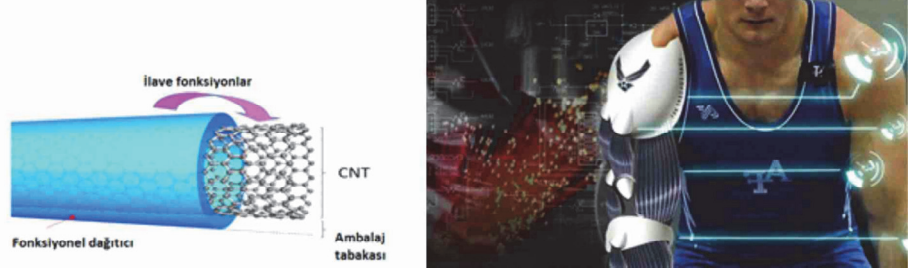 İlave fonksiyonlar
CNT
Fonksiyonel dağıtıcı
Ambalaj
tabakası